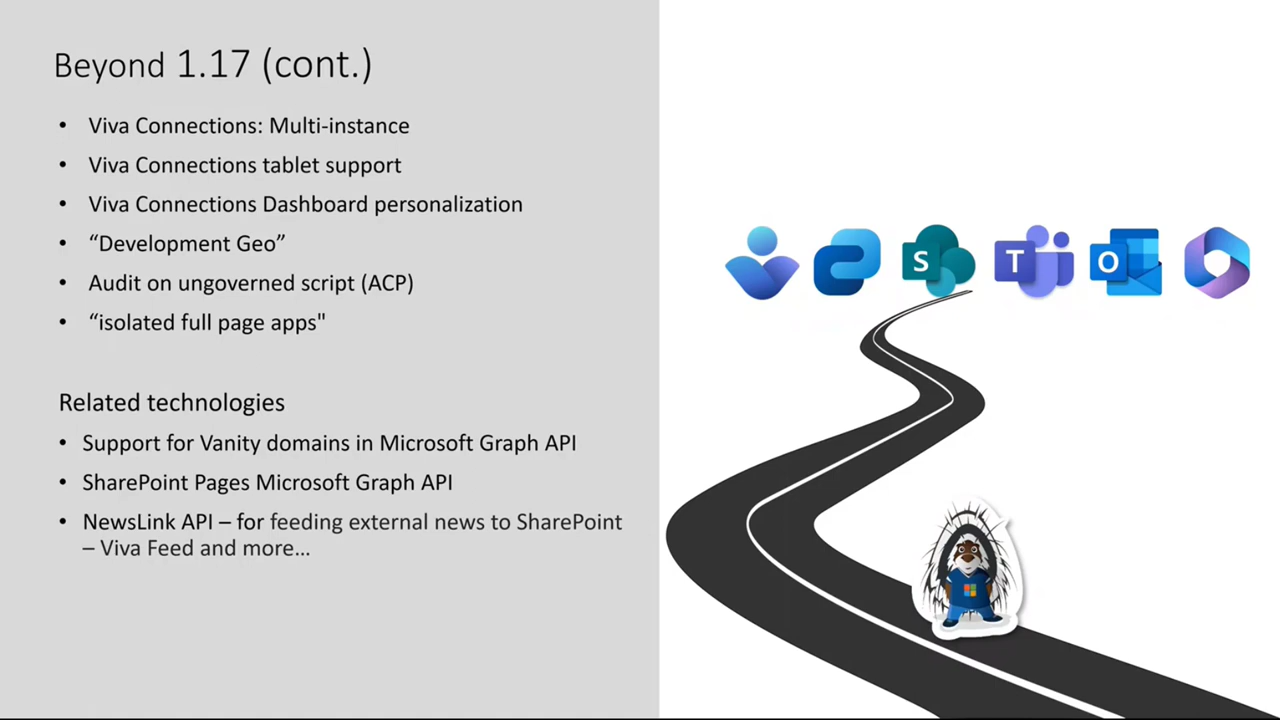 Beyond 1.17 (cont.)
• Viva Connections: Multi-instance
• Viva Connections tablet support
• Viva Connections Dashboard personalization
• “Development Geo”
• Audit on ungoverned script (ACP)
• “isolated full page apps"
Related technologies
• Support for Vanity domains in Microsoft Graph API
• SharePoint Pages Microsoft Graph API
• NewsLink API – for feeding external news to SharePoint
– Viva Feed and more…
S
T
O